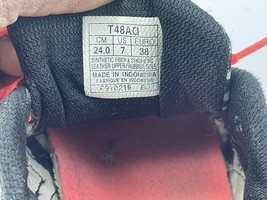 T48AQ
CM US EURO
24.0 7 38
SYNTHETIC FIBER & SYNTHETIC
LEATHER UPPER/RUBBER SOLE
MADE IN INDONESIA
FABRIQUE EN INDONESIE